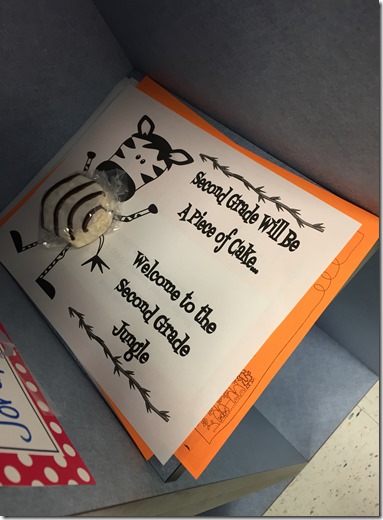 Second Grade Will Be
A Piece of Cake...
Welcome to the
Second Grade
Jungle